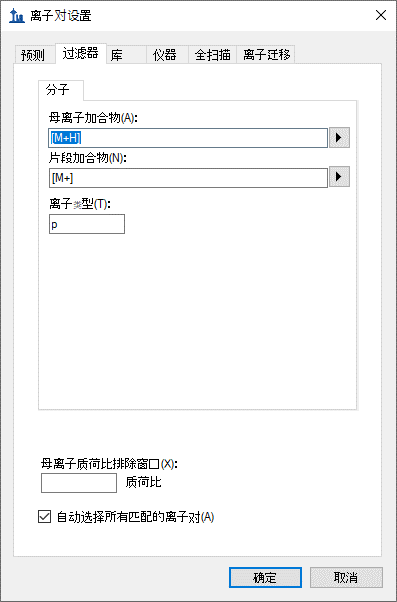 离子对设置
预测 过滤器 库 仪器 全扫描 离子迁移
分子
母离子加合物(A):
[M+H]
片段加合物(N):
[M+]
离子类型(T):
p
母离子质荷比排除窗口(X):
质荷比
自动选择所有匹配的离子对(A)
确定 取消